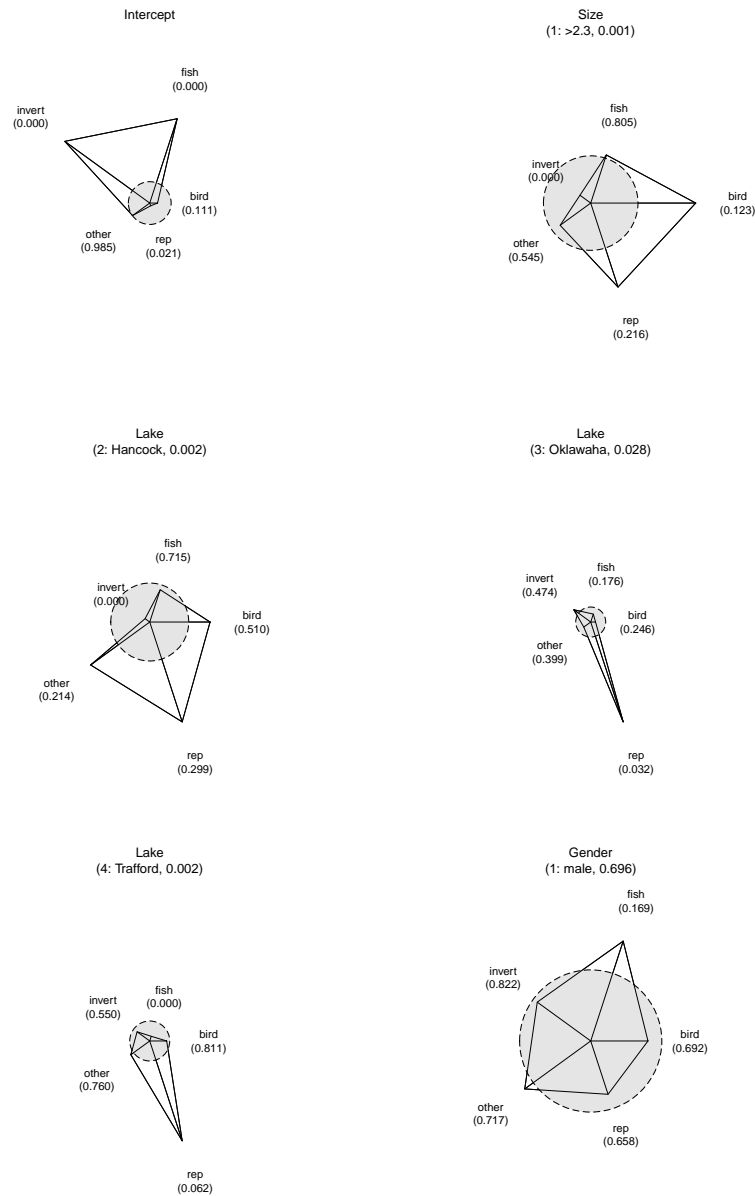 Intercept
fish
(0.000)
invert
(0.000)
bird
(0.111)
other
(0.985)
rep
(0.021)
Size
(1: >2.3, 0.001)
fish
(0.805)
invert
(0.000)
bird
(0.123)
other
(0.545)
rep
(0.216)
Lake
(2: Hancock, 0.002)
fish
(0.715)
invert
(0.000)
bird
(0.510)
other
(0.214)
rep
(0.299)
Lake
(3: Oklawaha, 0.028)
fish
(0.176)
invert
(0.474)
bird
(0.246)
other
(0.399)
rep
(0.032)
Lake
(4: Trafford, 0.002)
fish
(0.000)
invert
(0.550)
bird
(0.811)
other
(0.760)
rep
(0.062)
Gender
(1: male, 0.696)
fish
(0.169)
invert
(0.822)
bird
(0.692)
other
(0.717)
rep
(0.658)